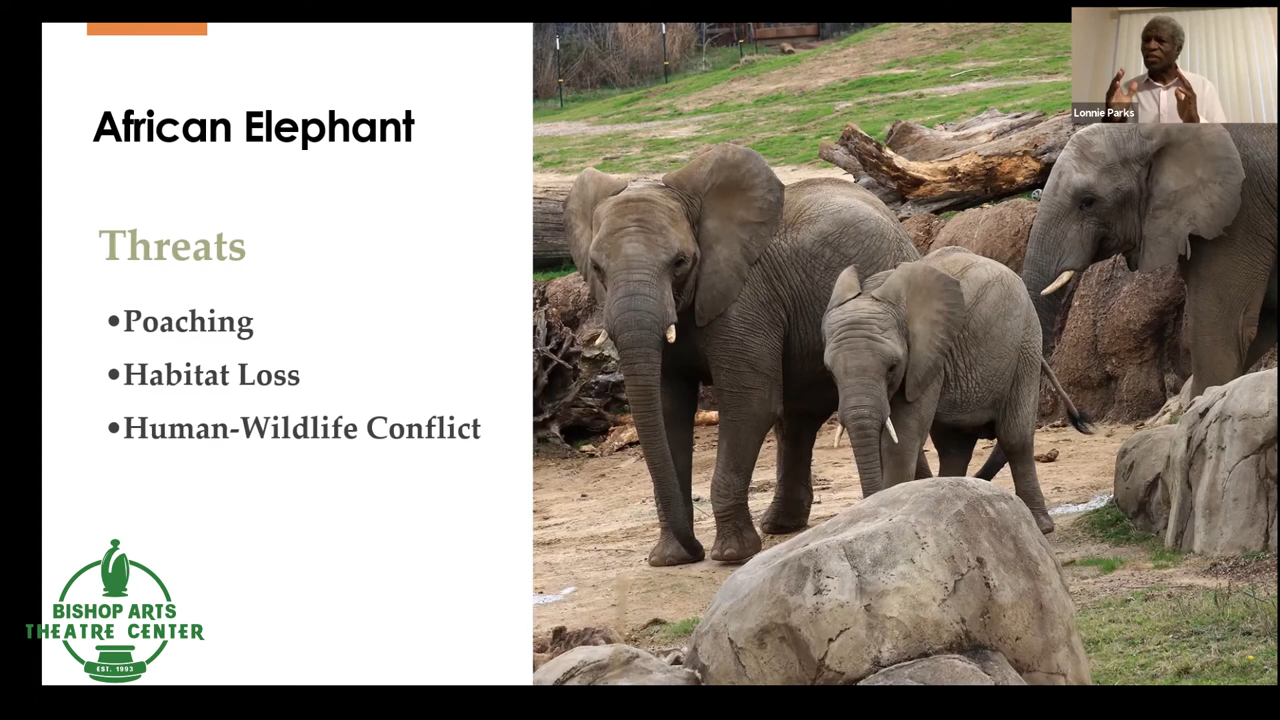 African Elephant
Threats
•Poaching
•Habitat Loss
•Human-Wildlife Conflict
BISHOP ARTS
THEATRE CENTER
EST. 1993
Lonnie Parks